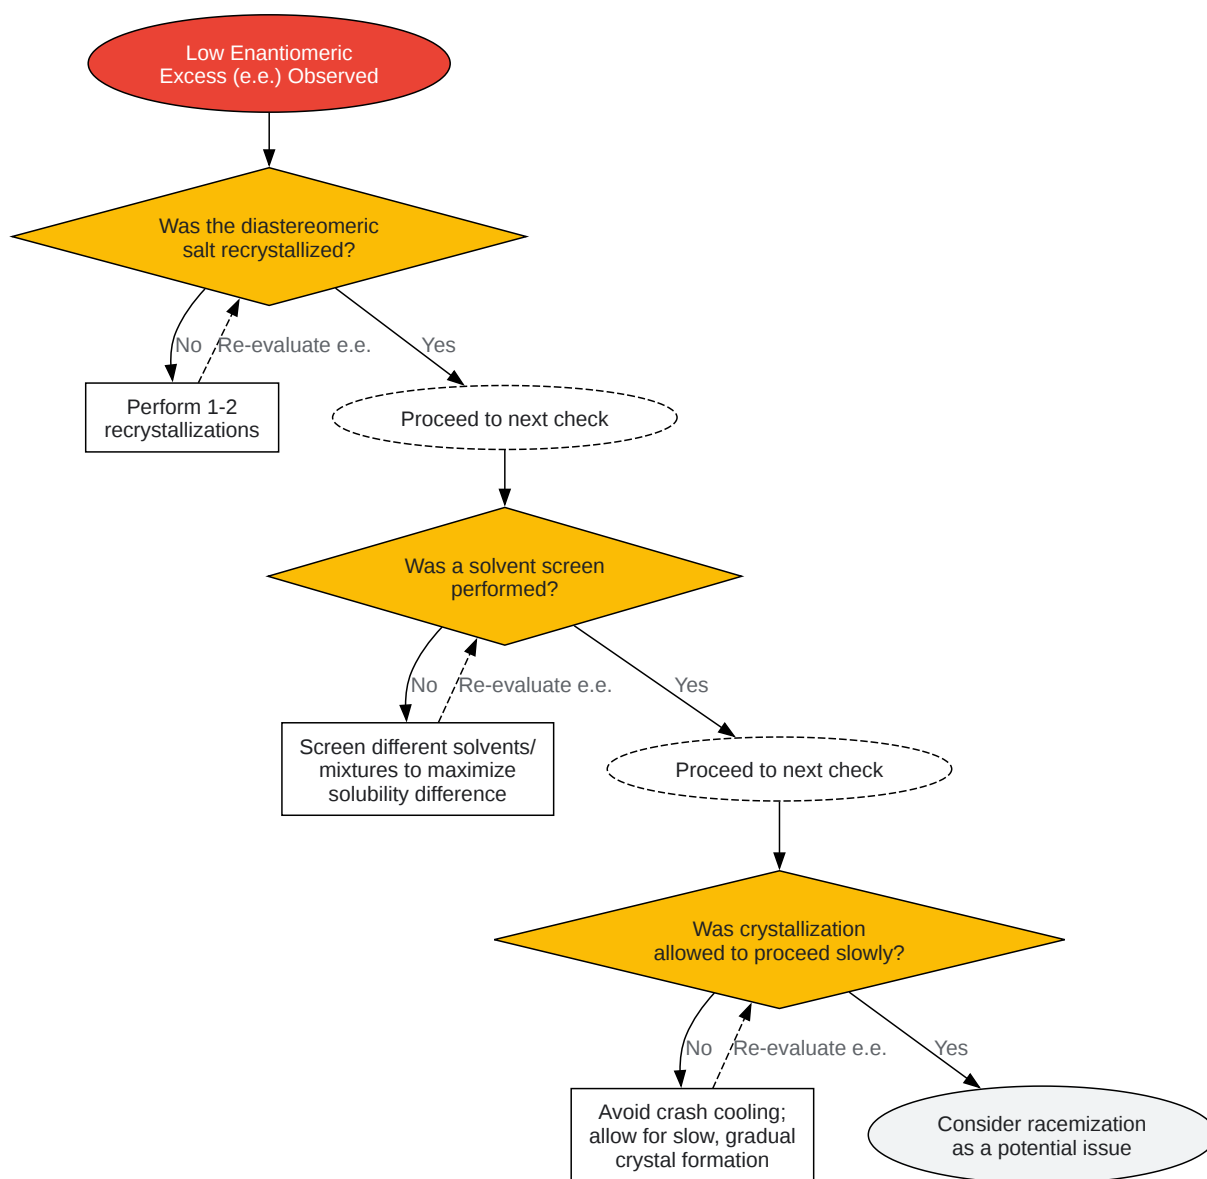 Low Enantiomeric
Excess (e.e.) Observed
Was the diastereomeric
salt recrystallized?
No
Re-evaluate e.e.
Yes
Perform 1-2
recrystallizations
Proceed to next check
Was a solvent screen
performed?
No
Re-evaluate e.e.
Yes
Screen different solvents/
mixtures to maximize
solubility difference
Proceed to next check
Was crystallization
allowed to proceed slowly?
No
Re-evaluate e.e.
Yes
Avoid crash cooling;
allow for slow, gradual
crystal formation
Consider racemization
as a potential issue